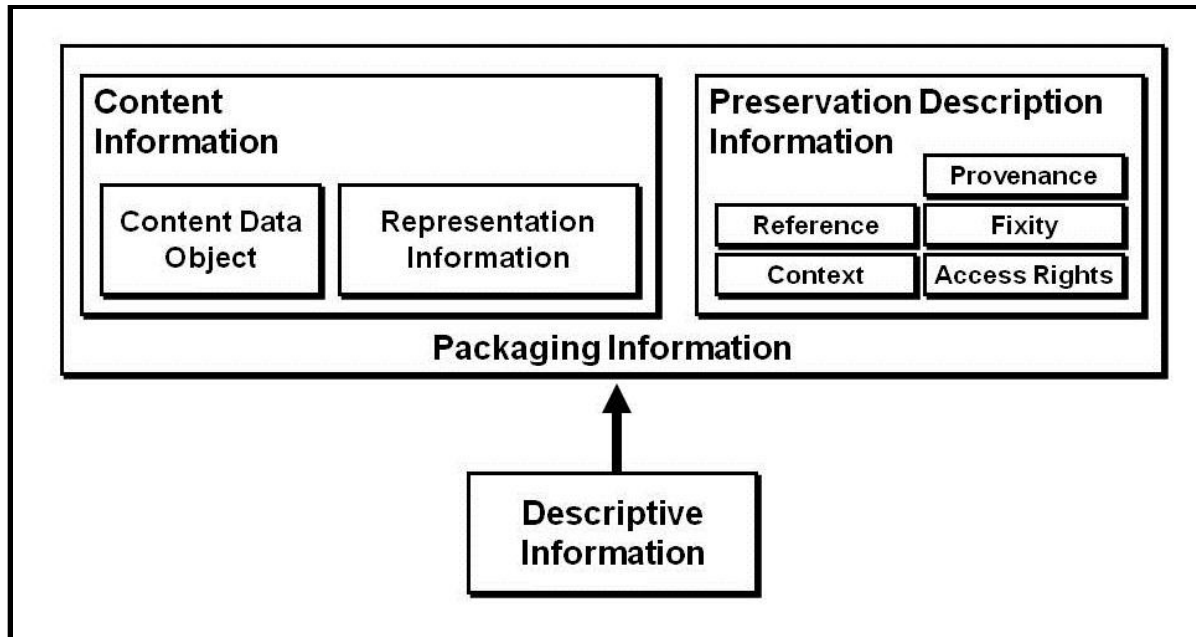 Content
Information
Content Data
Object
Representation
Information
Preservation Description
Information
Provenance
Reference
Fixity
Context
Access Rights
Packaging Information
Descriptive
Information